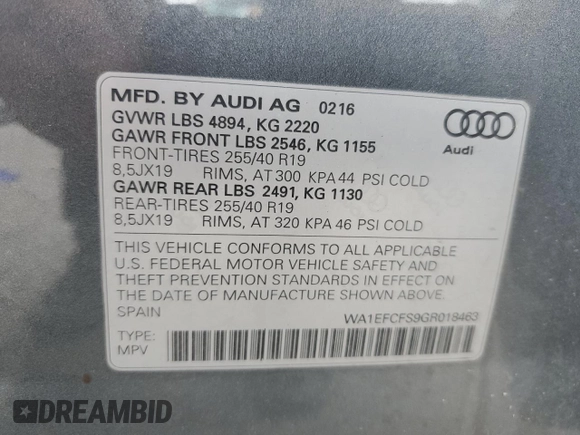 MFD. BY AUDI AG 0216
GVWR LBS 4894, KG 2220
GAWR FRONT LBS 2546, KG 1155
FRONT-TIRES 255/40 R19
8,5JX19 RIMS, AT 300 KPA 44 PSI COLD
GAWR REAR LBS 2491, KG 1130
REAR-TIRES 255/40 R19
8,5JX19 RIMS, AT 320 KPA 46 PSI COLD
Audi
THIS VEHICLE CONFORMS TO ALL APPLICABLE
U.S. FEDERAL MOTOR VEHICLE SAFETY AND
THEFT PREVENTION STANDARDS IN EFFECT ON
THE DATE OF MANUFACTURE SHOWN ABOVE.
SPAIN
WA1EFCFS9GR018463
TYPE:
MPV
DREAMBID